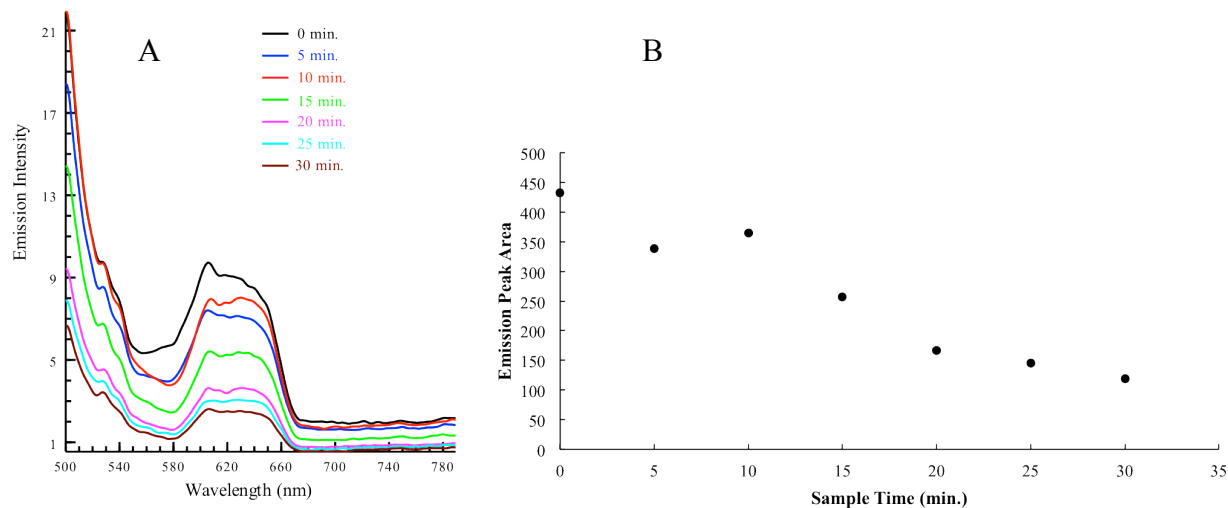 A
0 min.
5 min.
10 min.
15 min.
20 min.
25 min.
30 min.
Emission Intensity
21
17
13
9
5
1
500 540 580 620 660 700 740 780
Wavelength (nm)
B
Emission Peak Area
500
450
400
350
300
250
200
150
100
50
0
0 5 10 15 20 25 30 35
Sample Time (min.)